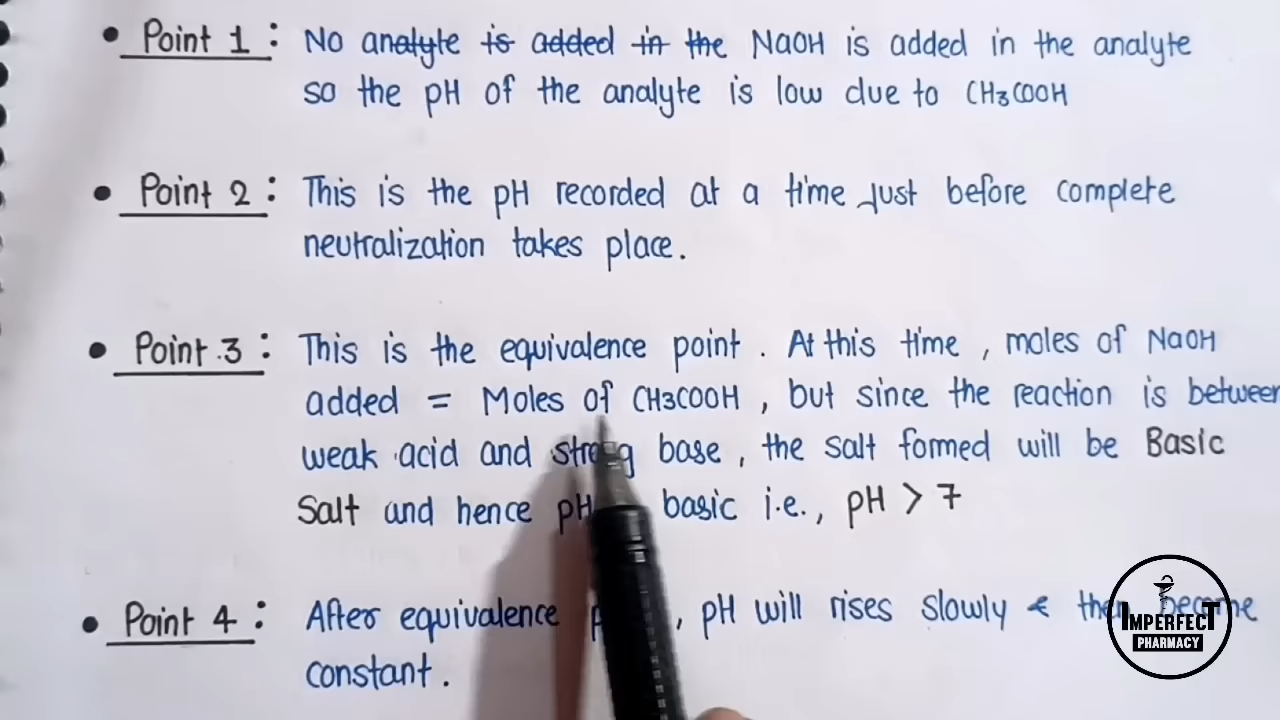 • Point 1 : No analyte is added in the NaOH is added in the analyte
so the pH of the analyte is low due to CH3COOH
• Point 2 : This is the pH recorded at a time just before complete
neutralization takes place.
• Point 3 : This is the equivalence point. At this time, moles of NaOH
added = Moles of CH3COOH, but since the reaction is between
weak acid and strong base, the salt formed will be Basic
Salt and hence pH basic i.e., pH > 7
• Point 4 : After equivalence , pH will rises slowly & then become
constant.
IMPERFECT
PHARMACY